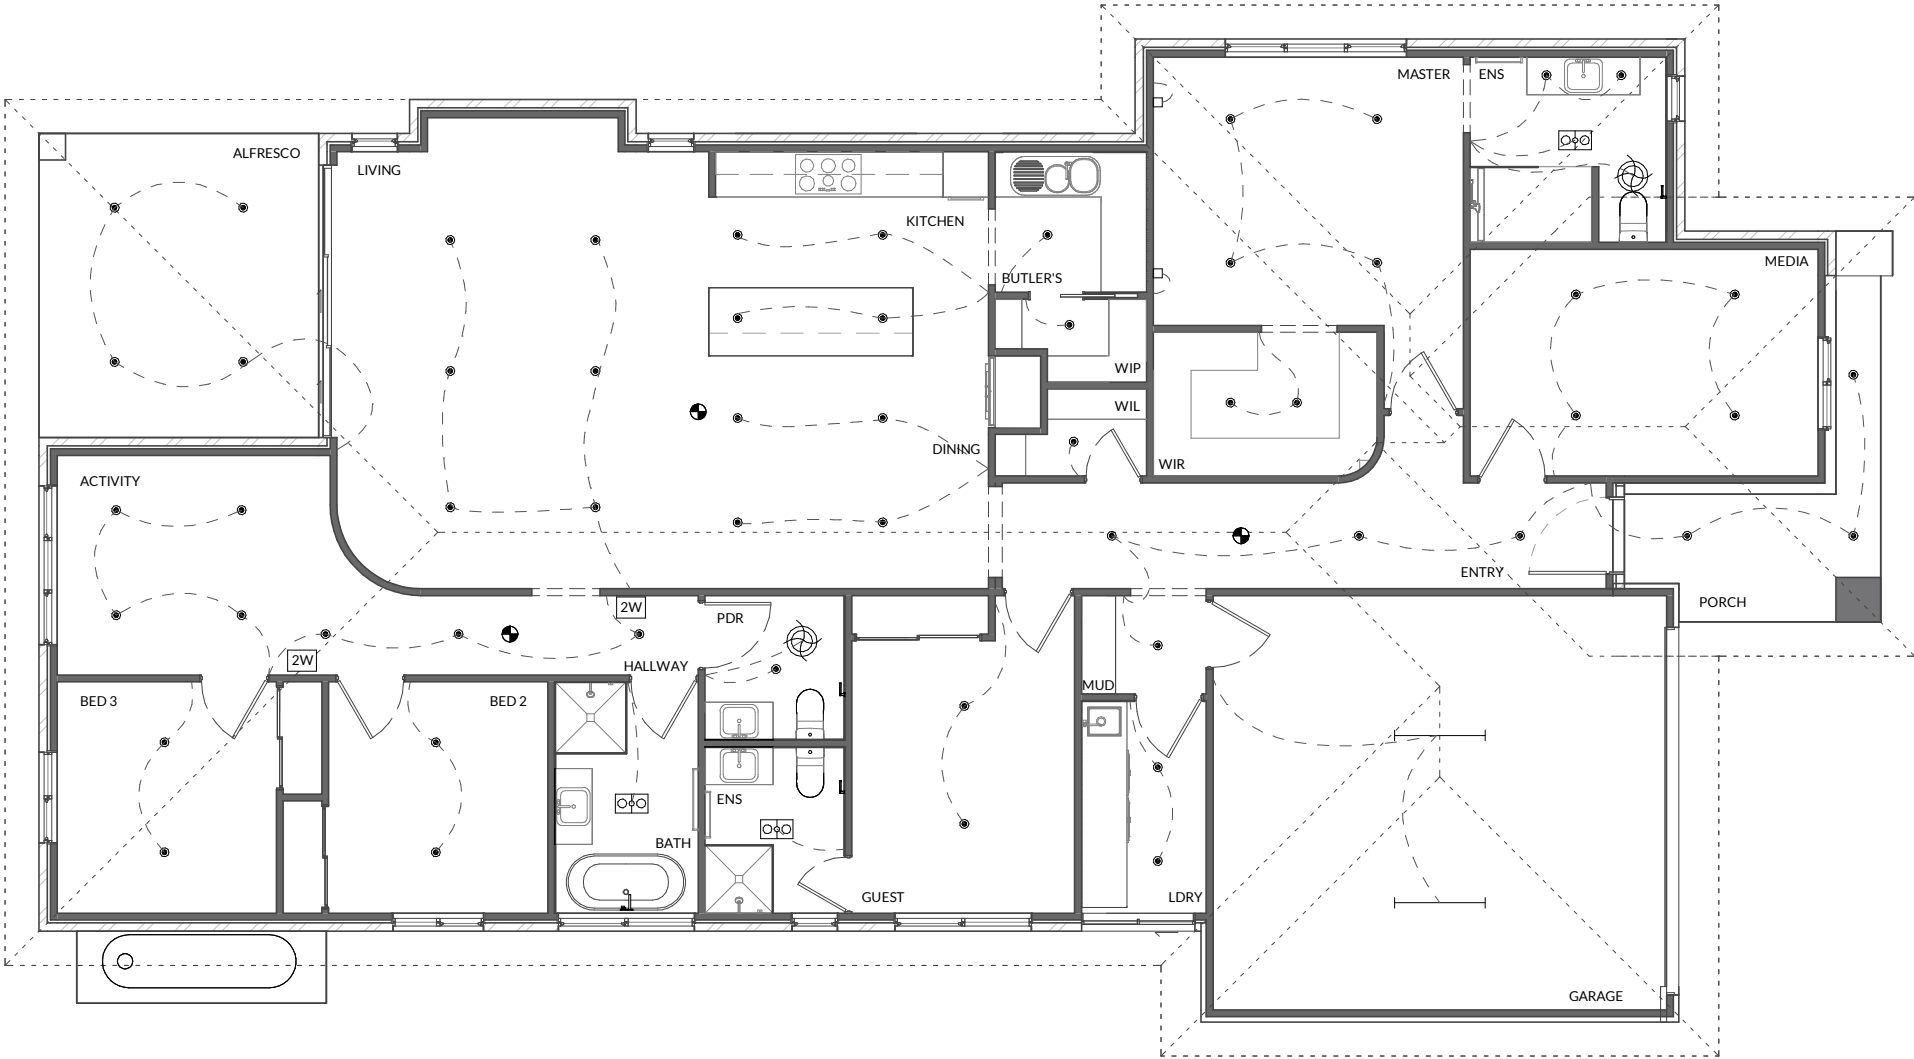 MASTER
ENS
ALFRESCO
LIVING
KITCHEN
MEDIA
BUTLER'S
WIP
WIL
DINING
WIR
ACTIVITY
ENTRY
2W
PORCH
PDR
2W
HALLWAY
MUD
BED 3
BED 2
ENS
BATH
GUEST
LDRY
GARAGE